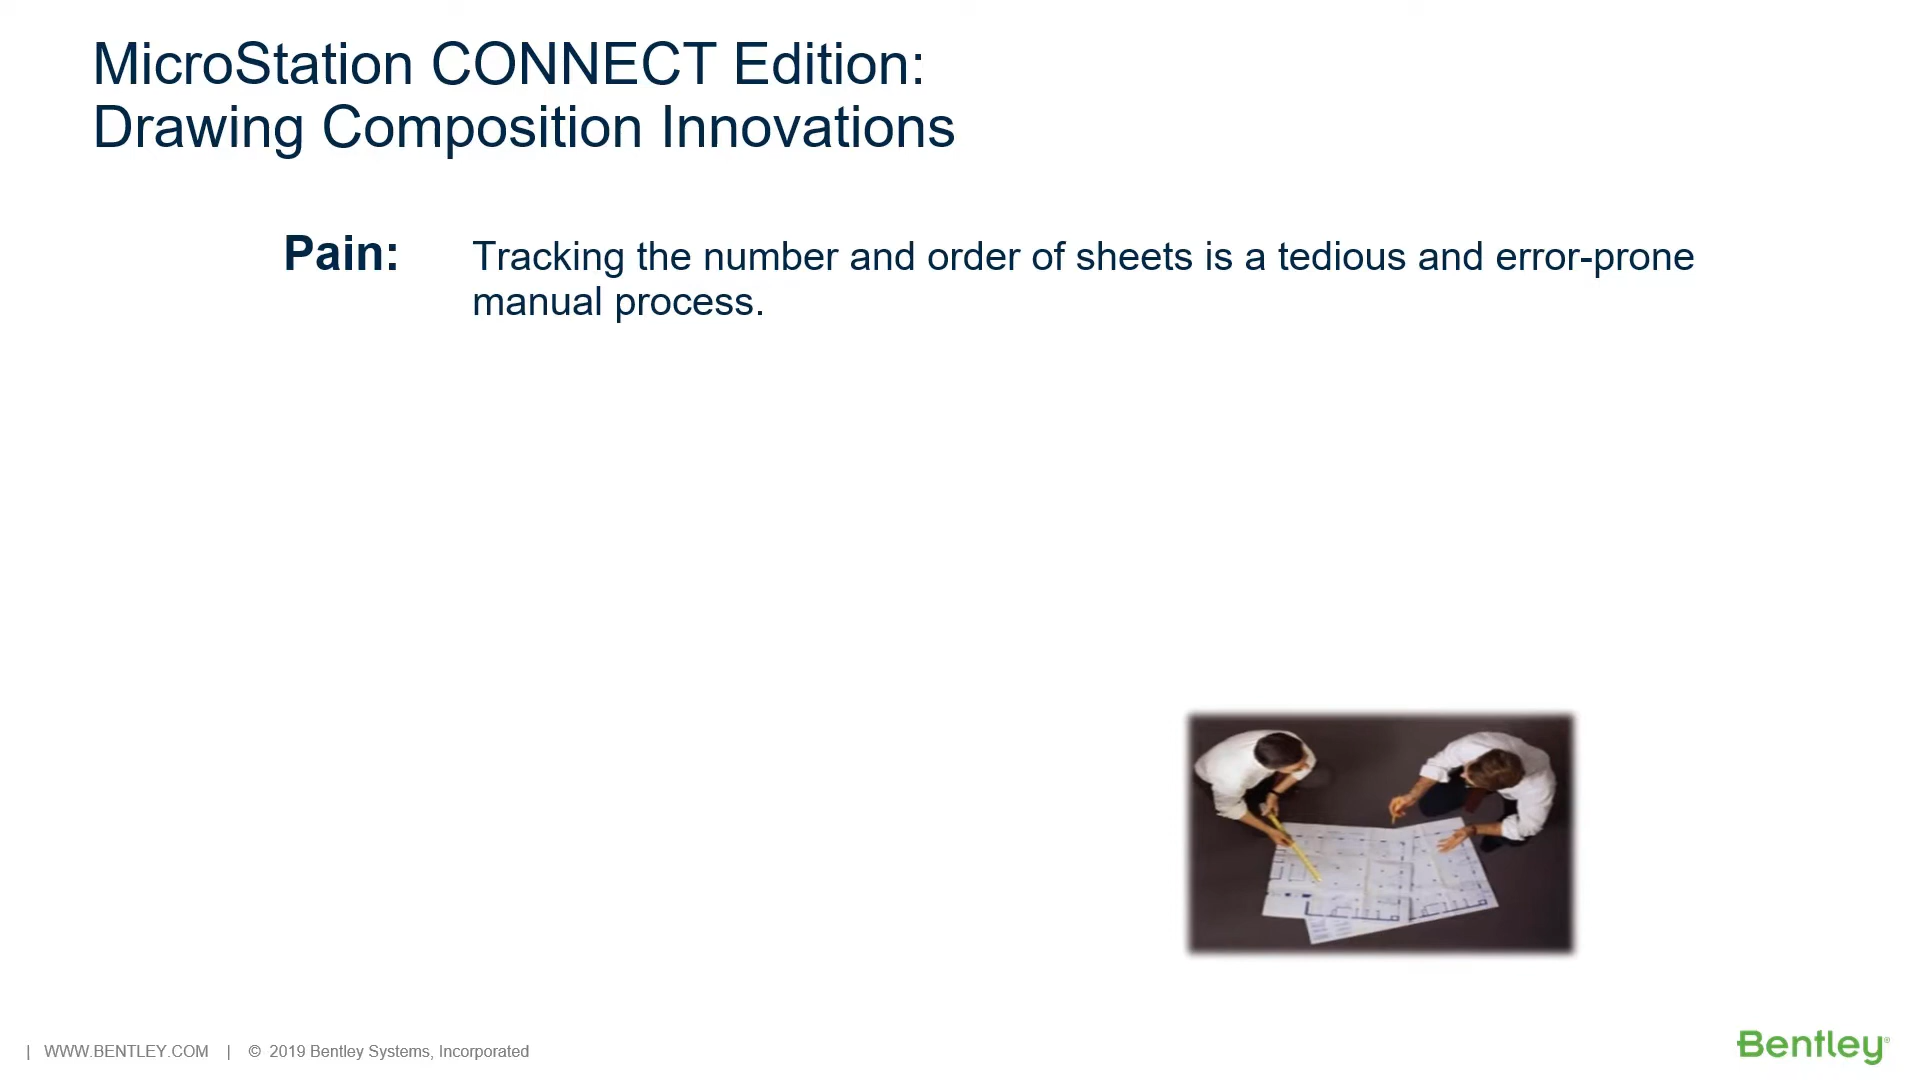 MicroStation CONNECT Edition:
Drawing Composition Innovations
Pain: Tracking the number and order of sheets is a tedious and error-prone
manual process.
| WWW.BENTLEY.COM | © 2019 Bentley Systems, Incorporated
Bentley®